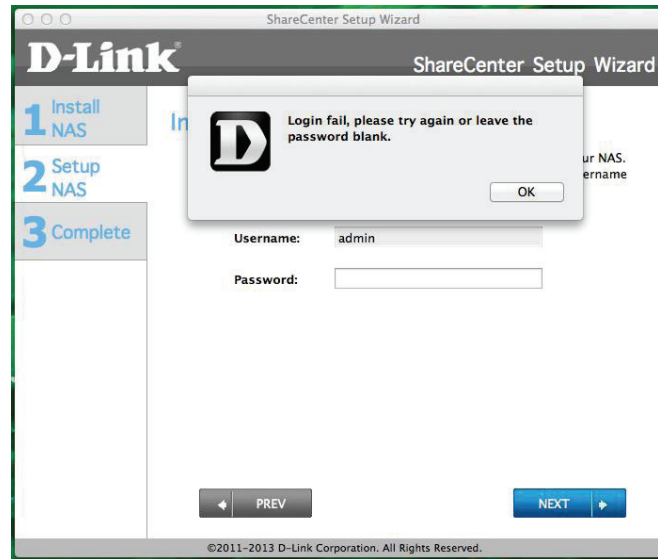 ShareCenter Setup Wizard
D-Link
ShareCenter Setup Wizard
1 Install NAS
2 Setup NAS
3 Complete
In
Login fail, please try again or leave the
password blank.
ur NAS.
ername
OK
Username: admin
Password:
PREV
NEXT
©2011-2013 D-Link Corporation. All Rights Reserved.